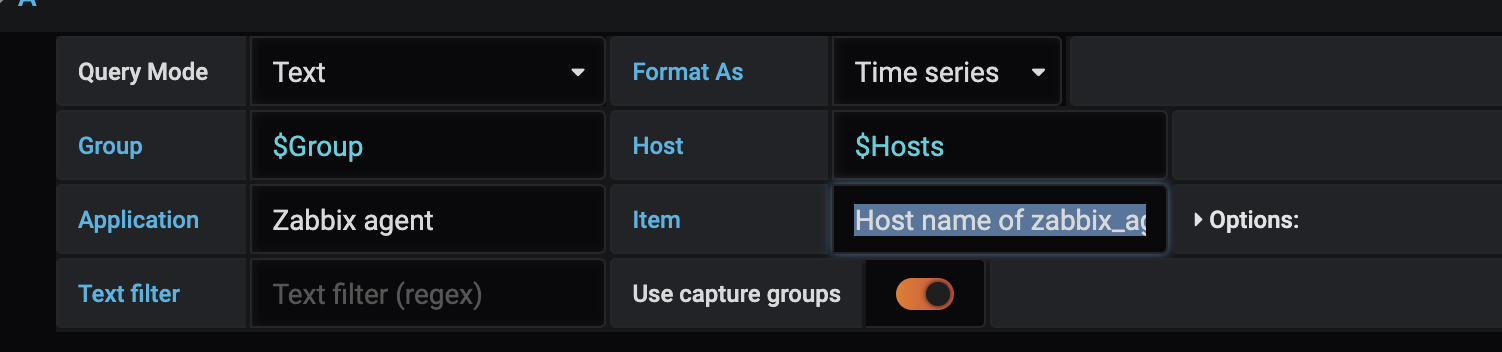 A
Query Mode Text Format As Time series
Group $Group Host $Hosts
Application Zabbix agent Item Host name of zabbix_ag Options:
Text filter Text filter (regex) Use capture groups